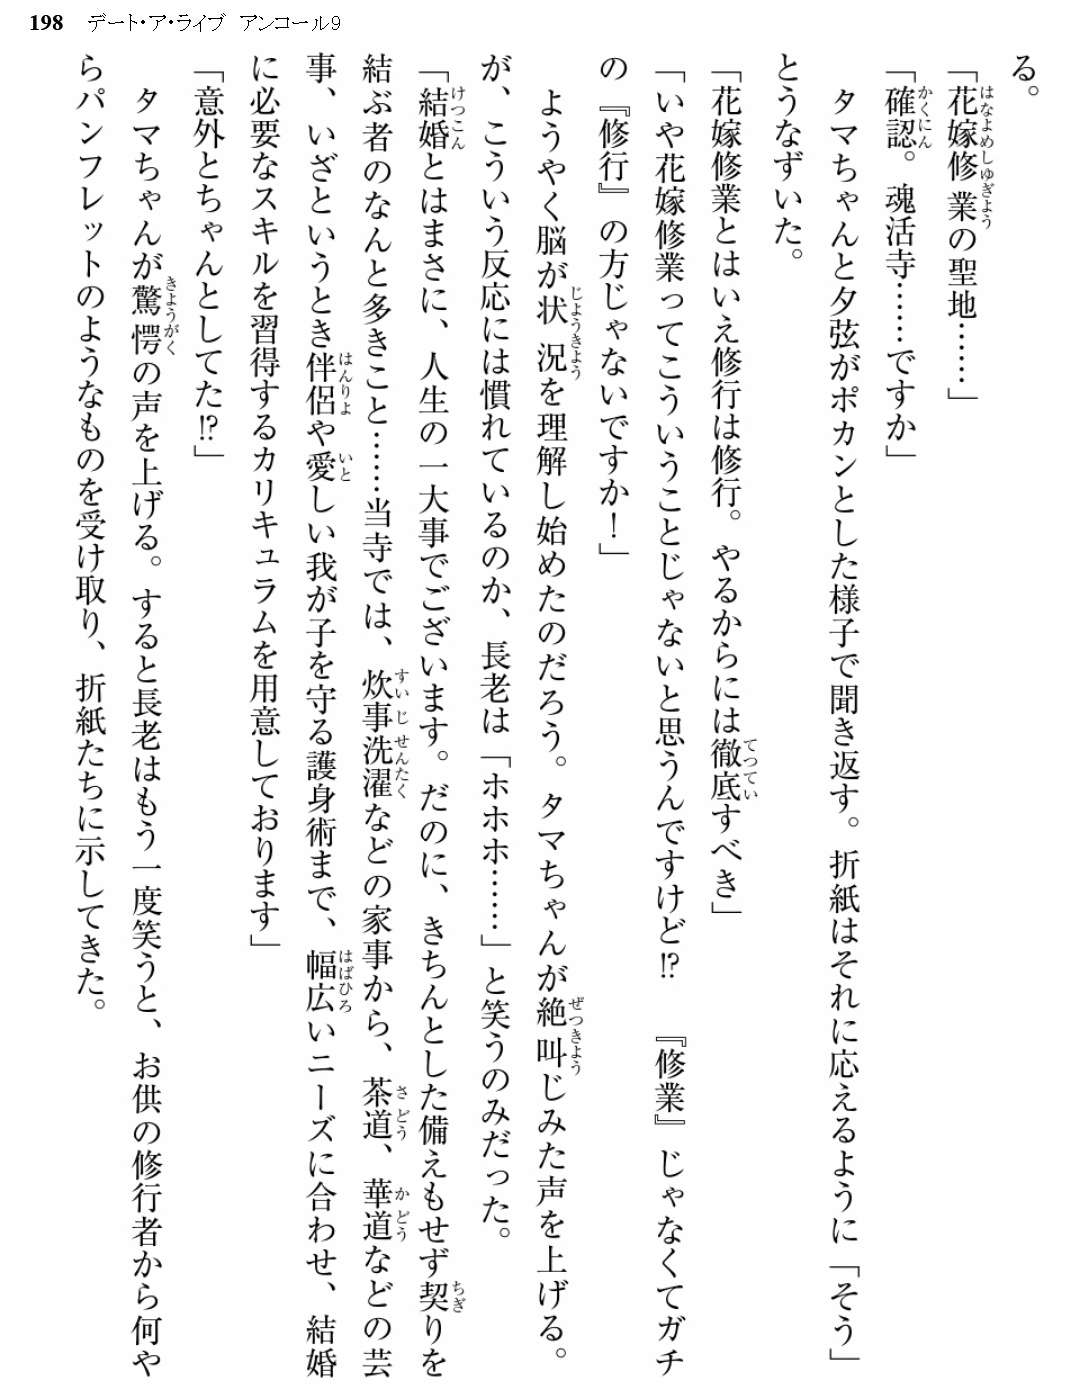 198 デート・ア・ライブ アンコール9
る。
「花嫁修業の聖地……」
「確認。魂活寺……ですか」
タマちゃんと夕弦がポカンとした様子で聞き返す。折紙はそれに応えるように「そう」
とうなずいた。
「花嫁修業とはいえ修行は修行。やるからには徹底すべき」
「いや花嫁修業ってこういうことじゃないと思うんですけど!? 『修業』じゃなくてガチ
の『修行』の方じゃないですか！」
ようやく脳が状況を理解し始めたのだろう。タマちゃんが絶叫じみた声を上げる。
が、こういう反応には慣れているのか、長老は「ホホホ……」と笑うのみだった。
「結婚とはまさに、人生の一大事でございます。だのに、きちんとした備えもせず契りを
結ぶ者のなんと多きこと……当寺では、炊事洗濯などの家事から、茶道、華道などの芸
事、いざというとき伴侶や愛しい我が子を守る護身術まで、幅広いニーズに合わせ、結婚
に必要なスキルを習得するカリキュラムを用意しております」
「意外とちゃんとしてた!?」
タマちゃんが驚愕の声を上げる。すると長老はもう一度笑うと、お供の修行者から何や
らパンフレットのようなものを受け取り、折紙たちに示してきた。